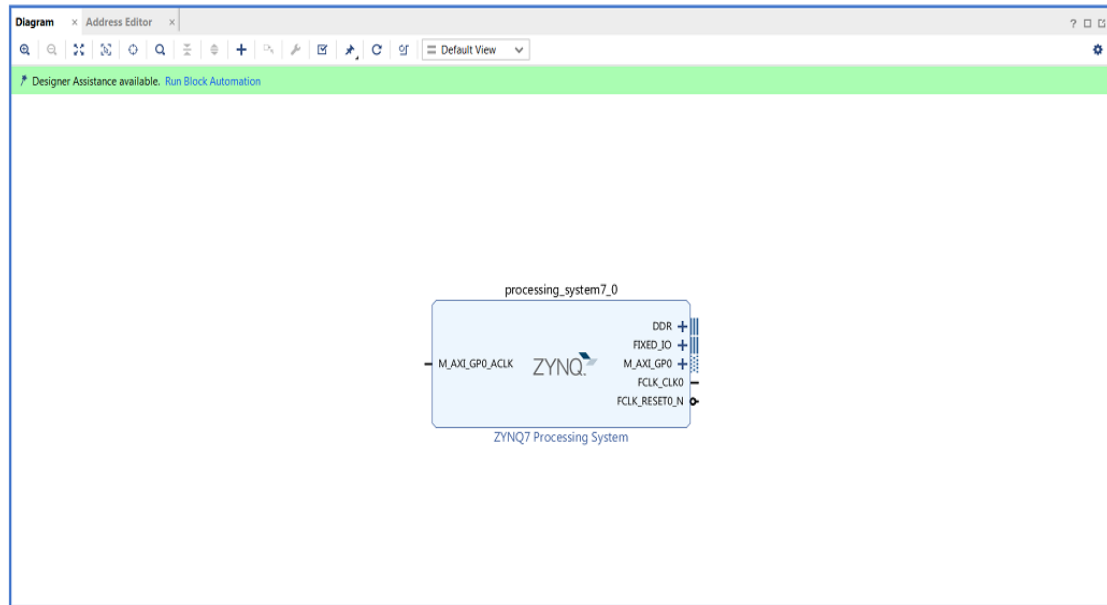 Diagram × Address Editor ×
? 
Default View
Designer Assistance available. Run Block Automation
processing_system7_0
DDR
FIXED_IO
M_AXI_GP0_ACLK ZYNQ. M_AXI_GP0
FCLK_CLK0
FCLK_RESET0_N
ZYNQ7 Processing System